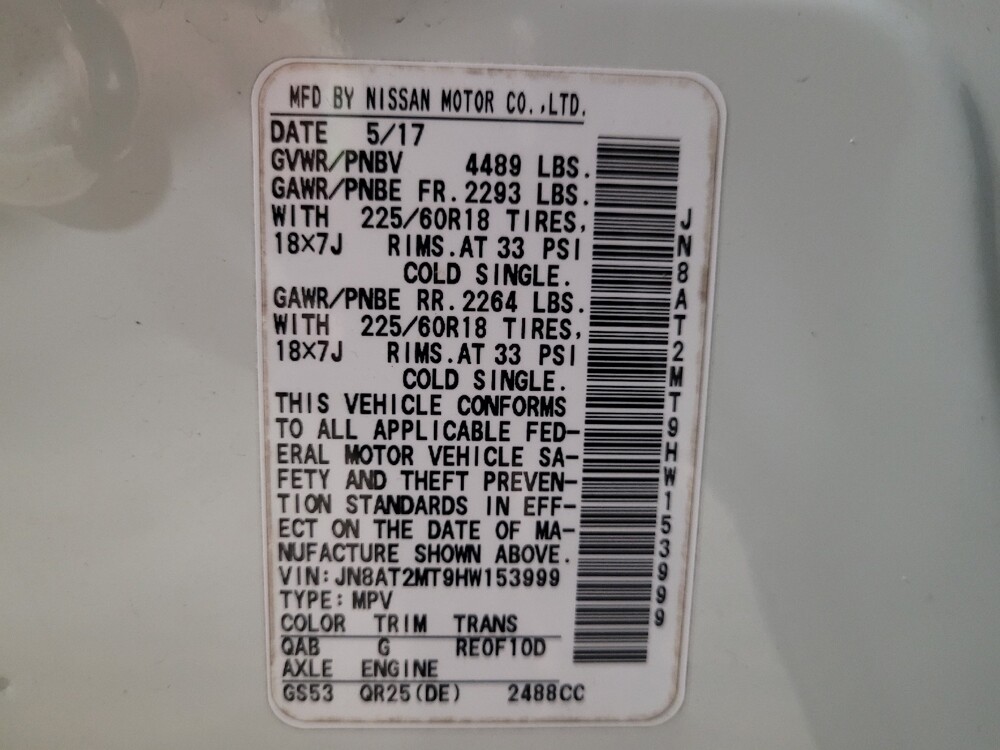 MFD BY NISSAN MOTOR CO.,LTD.
DATE 5/17
GVWR/PNBV 4489 LBS.
GAWR/PNBE FR.2293 LBS.
WITH 225/60R18 TIRES,
18×7J RIMS.AT 33 PSI
COLD SINGLE.
GAWR/PNBE RR.2264 LBS.
WITH 225/60R18 TIRES,
18×7J RIMS.AT 33 PSI
COLD SINGLE.
THIS VEHICLE CONFORMS
TO ALL APPLICABLE FED-
ERAL MOTOR VEHICLE SA-
FETY AND THEFT PREVEN-
TION STANDARDS IN EFF-
ECT ON THE DATE OF MA-
NUFACTURE SHOWN ABOVE.
VIN:JN8AT2MT9HW153999
TYPE:MPV
COLOR TRIM TRANS
QAB G RE0F10D
AXLE ENGINE
GS53 QR25(DE) 2488CC
JN8AT2MT9HW153999